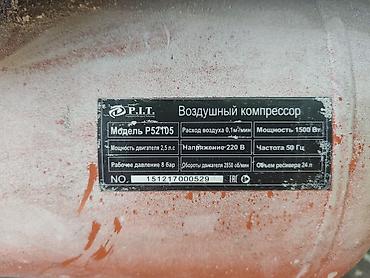 P.I.T. Воздушный компрессор
Модель P52105 Расход воздуха 0,1м³/мин Мощность 1500 Вт
Мощность двигателя 2,5 л.с Напряжение 220 В Частота 50 Гц
Рабочее давление 8 бар Обороты двигателя 2850 об/мин Объем ресивера 24 л
NO. 151217000529 EAC